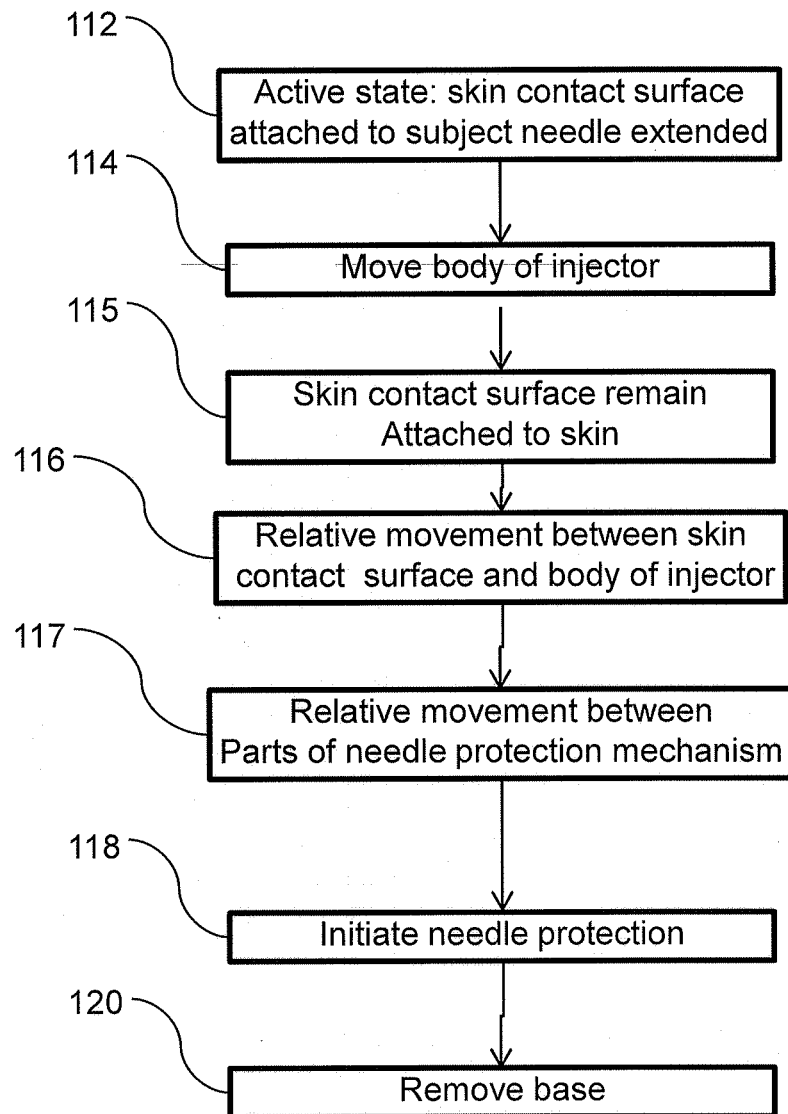 112
Active state: skin contact surface
attached to subject needle extended
114
Move body of injector
115
Skin contact surface remain
Attached to skin
116
Relative movement between skin
contact surface and body of injector
117
Relative movement between
Parts of needle protection mechanism
118
Initiate needle protection
120
Remove base